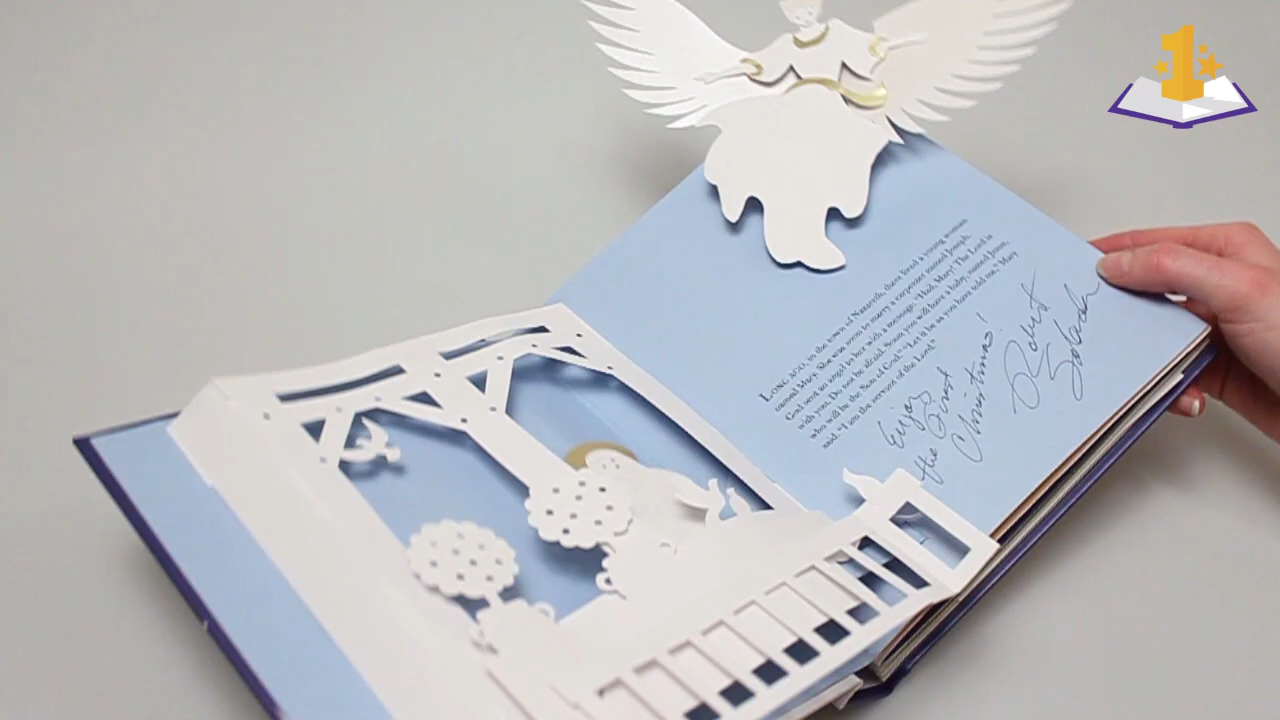 LONG AGO, in the town of Nazareth, there lived a young woman
named Mary. She was soon to marry a carpenter named Joseph.
God sent an angel to her with a message: "Hail, Mary! The Lord is
with you. Do not be afraid. Soon you will have a baby, named Jesus,
who will be the Son of God." "Let it be as you have told me," Mary
said. "I am the servant of the Lord."
Enjoy
the First
Christmas!
Robert
Sabuda
1